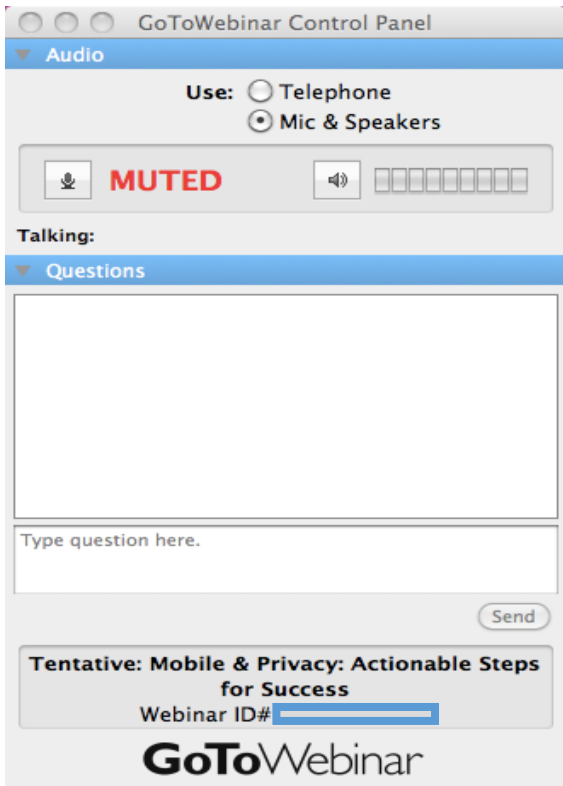 GoToWebinar Control Panel
Audio
Use: Telephone
Mic & Speakers
MUTED
Talking:
Questions
Type question here.
Send
Tentative: Mobile & Privacy: Actionable Steps
for Success
Webinar ID#
GoToWebinar